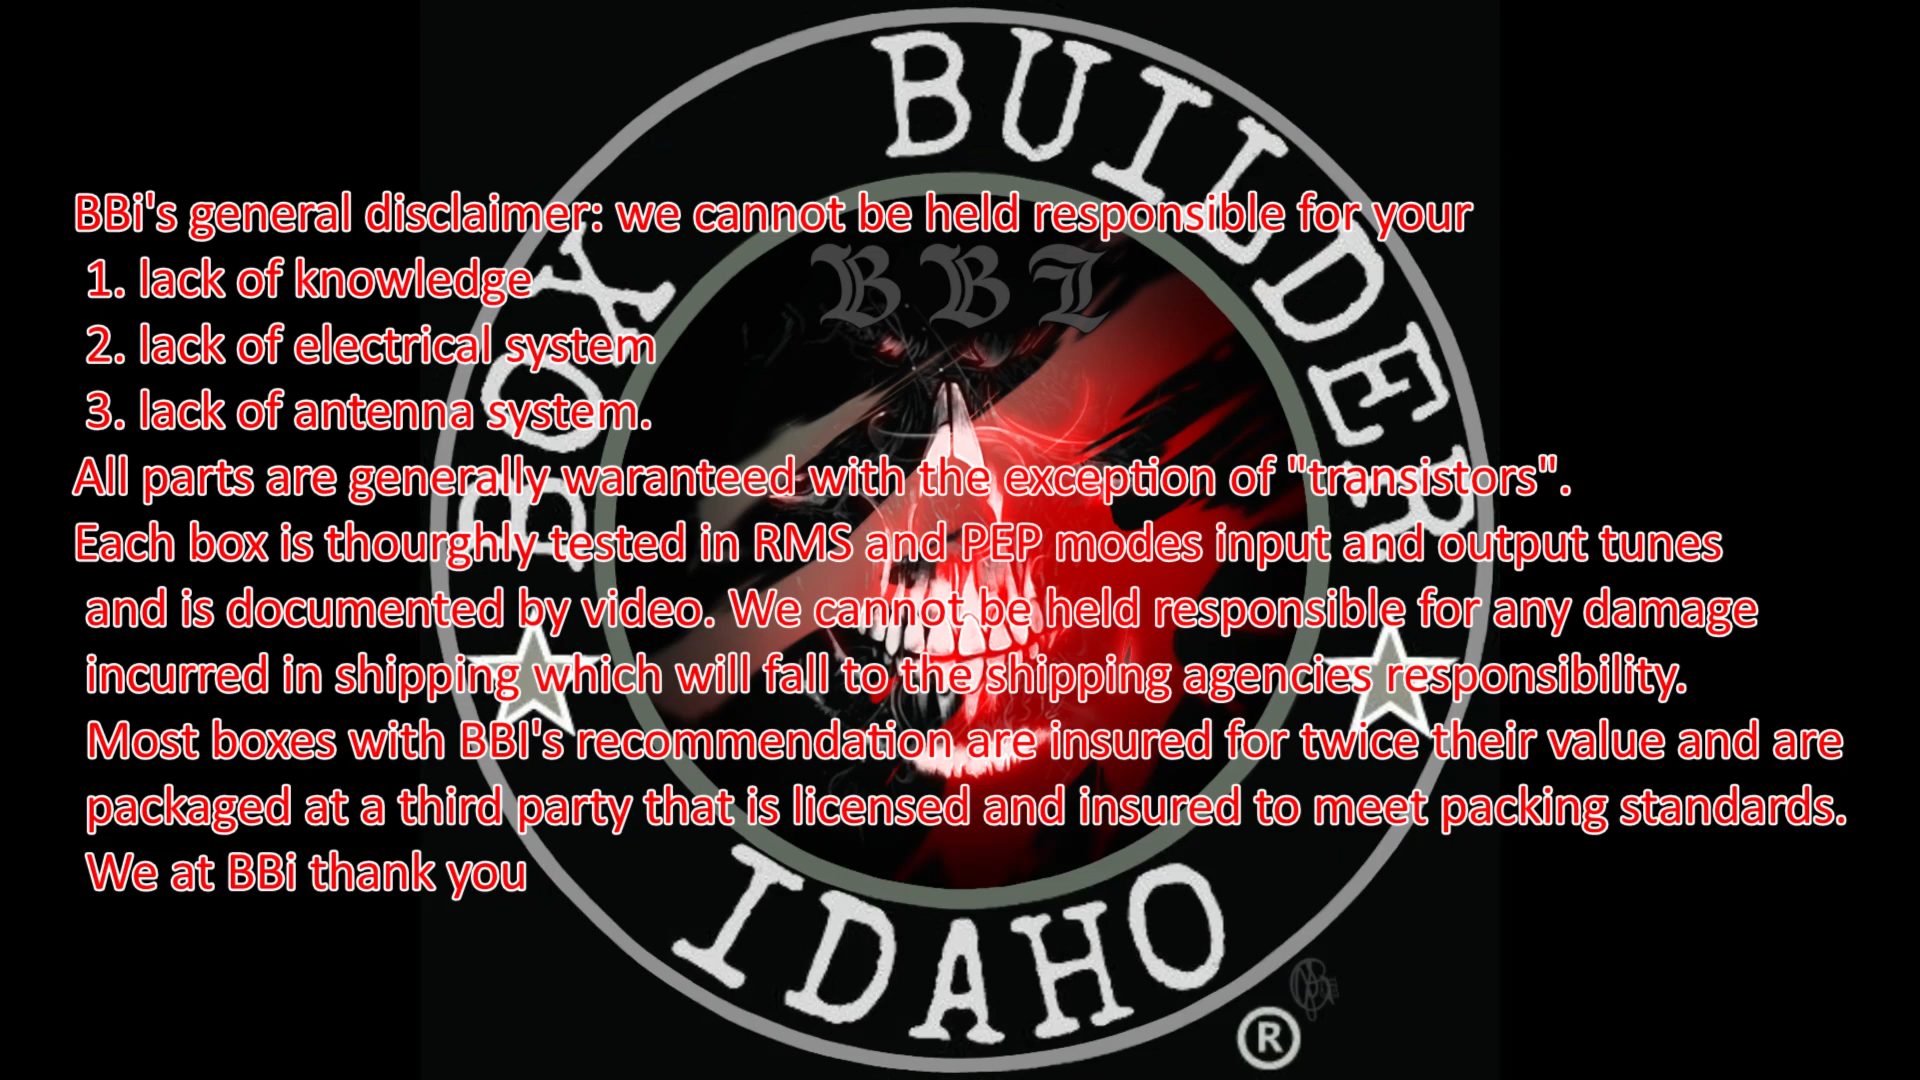 BOX BUILDER
BBI
BBi's general disclaimer: we cannot be held responsible for your
1. lack of knowledge
2. lack of electrical system
3. lack of antenna system.
All parts are generally waranteed with the exception of "transistors".
Each box is thourghly tested in RMS and PEP modes input and output tunes
and is documented by video. We cannot be held responsible for any damage
incurred in shipping which will fall to the shipping agencies responsibility.
Most boxes with BBI's recommendation are insured for twice their value and are
packaged at a third party that is licensed and insured to meet packing standards.
We at BBi thank you
IDAHO
®